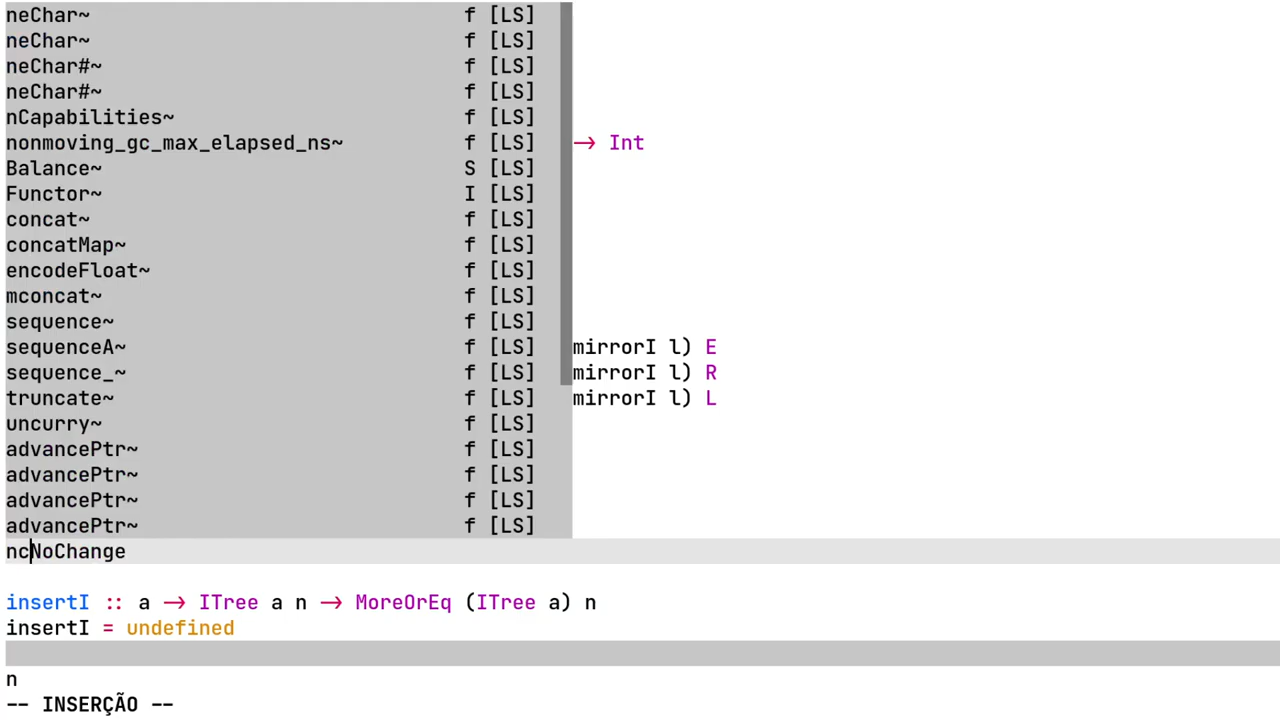 neChar~ f [LS]
neChar~ f [LS]
neChar#~ f [LS]
neChar#~ f [LS]
nCapabilities~ f [LS]
nonmoving_gc_max_elapsed_ns~ f [LS] → Int
Balance~ S [LS]
Functor~ I [LS]
concat~ f [LS]
concatMap~ f [LS]
encodeFloat~ f [LS]
mconcat~ f [LS]
sequence~ f [LS]
sequenceA~ f [LS] mirrorI l) E
sequence_~ f [LS] mirrorI l) R
truncate~ f [LS] mirrorI l) L
uncurry~ f [LS]
advancePtr~ f [LS]
advancePtr~ f [LS]
advancePtr~ f [LS]
advancePtr~ f [LS]
ncNoChange
insertI :: a → ITree a n → MoreOrEq (ITree a) n
insertI = undefined
n
-- INSERÇÃO --